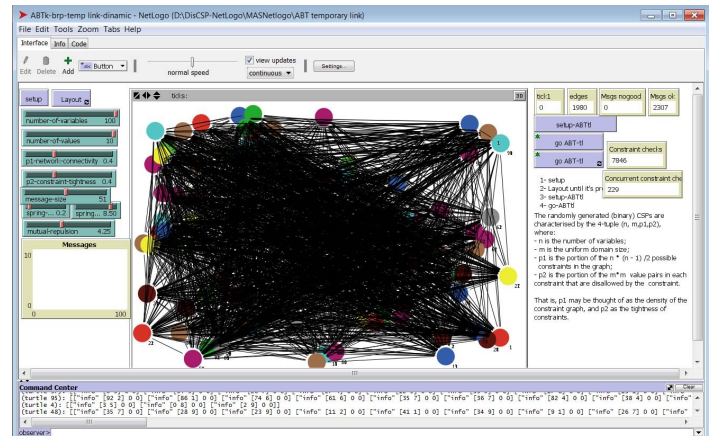 ABTk-brp-temp link-dinamic - NetLogo {D:\DisCSP-NetLogo\MASNetlogo\ABT temporary link}
File Edit Tools Zoom Tabs Help
Interface Info Code
Edit Delete Add Button normal speed view updates continuous Settings...
setup Layout
number-of-variables 100
number-of-values 10
p1-network-connectivity 0.4
p2-constraint-tightness 0.4
message-size 51
spring-... 0.2 spring... 8.50
mutual-repulsion 4.25
Messages
10
0
0 100
ticks: 3D
edges
1980
Msgs nogood
0
Msgs ok:
2307
setup-ABTtl
go ABT-tl
go ABT-tl
Constraint checks
7846
Concurrent constraint che
229
1- setup
2- Layout until it's
3- setup-ABTtl
4- go-ABTtl
The randomly generated (binary) CSPs are
characterised by the 4-tuple (n, m,p1,p2),
where:
- n is the number of variables;
- m is the uniform domain size;
- p1 is the portion of the n * (n - 1) /2 possible
constraints in the graph;
- p2 is the portion of the m*m value pairs in each
constraint that are disallowed by the constraint.
That is, p1 may be thought of as the density of the
constraint graph, and p2 as the tightness of
constraints.
Command Center Clear
(turtle 95): [["info" [92 2] 0 0] ["info" [86 1] 0 0] ["info" [74 6] 0 0] ["info" [61 6] 0 0] ["info" [35 7] 0 0] ["info" [36 7] 0 0] ["info" [82 4] 0 0] ["info" [38 4] 0 0] ["info"
(turtle 4): [["info" [3 5] 0 0] ["info" [0 8] 0 0] ["info" [2 9] 0 0]]
(turtle 48): [["info" [35 7] 0 0] ["info" [28 9] 0 0] ["info" [23 9] 0 0] ["info" [11 2] 0 0] ["info" [41 1] 0 0] ["info" [34 9] 0 0] ["info" [9 1] 0 0] ["info" [26 7] 0 0] ["info"
observer>